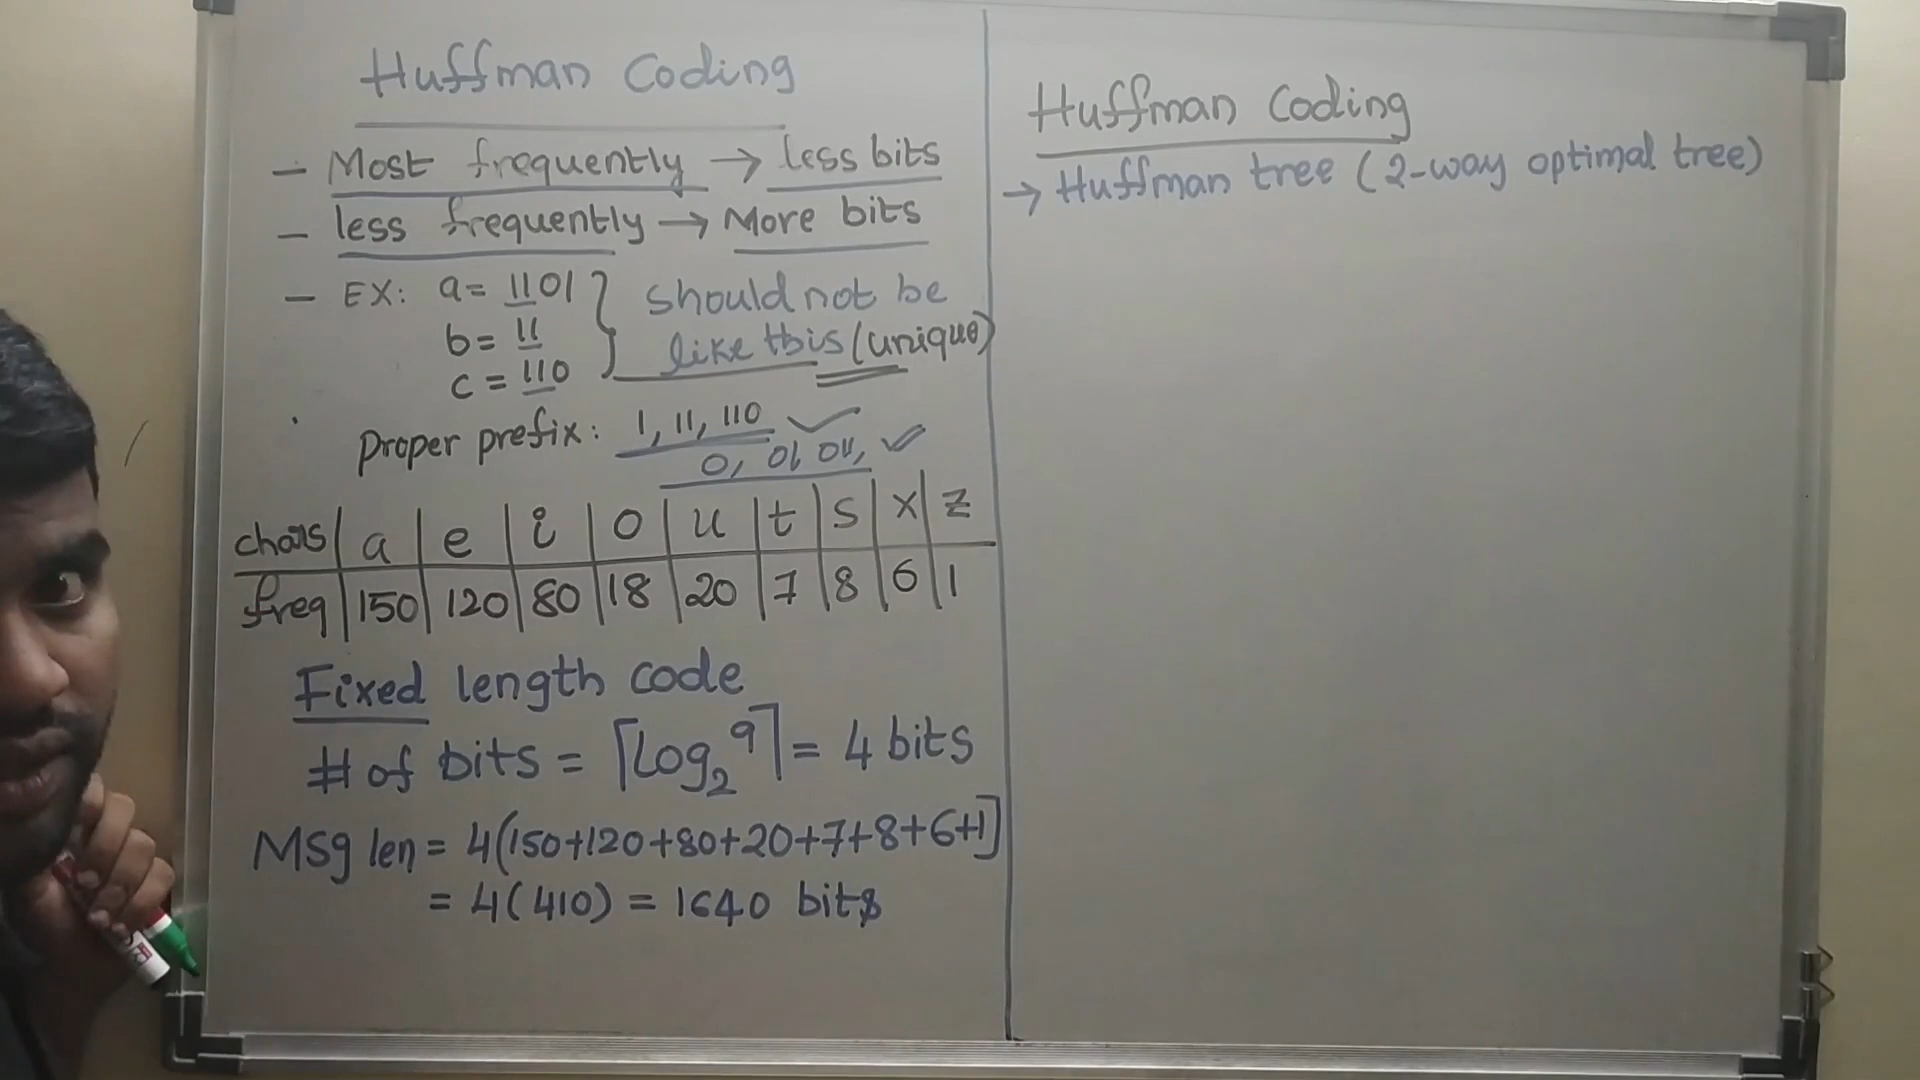 Huffman Coding
- Most frequently → less bits
- less frequently → More bits
- EX: a = 1101 } should not be
b = 11 like this (unique)
c = 110
Proper prefix: 1, 11, 110 ✓
0, 01 011, ✓
chars | a | e | i | o | u | t | s | x | z
freq | 150 | 120 | 80 | 18 | 20 | 7 | 8 | 6 | 1
Fixed length code
# of bits = ⌈Log₂ 9⌉ = 4 bits
MSg len = 4(150+120+80+20+7+8+6+1]
= 4(410) = 1640 bits
Huffman Coding
→ Huffman tree (2-way optimal tree)